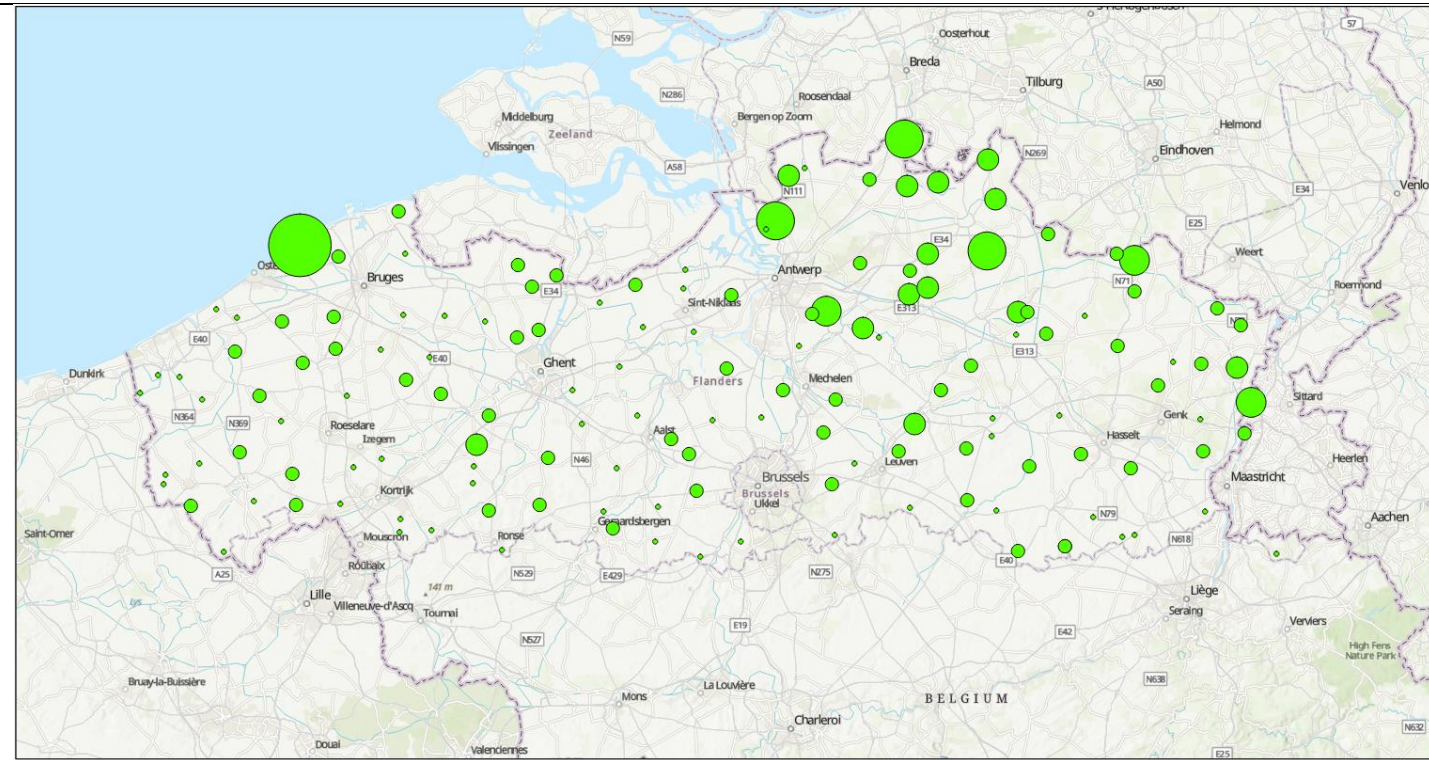 57
N59
Oosterhout
Breda
Tilburg
A50
N286
Roosendaal
Middelburg
Bergen op Zoom
Helmond
Zeeland
Vlissingen
N269
Eindhoven
A58
N111
E34
Venlo
E25
E34
Weert
Bruges
Antwerp
N71
E34
Roermond
Sint-Niklaas
E313
E40
E313
E40
Ghent
Dunkirk
Flanders
Mechelen
Sittard
N364
N369
Genk
Roeselare
Aalst
Hasselt
Izegem
N46
Leuven
Heerlen
Brussels
Maastricht
Kortrijk
Brussels
Ukkel
N79
Aachen
Saint-Omer
Mouscron
Ronse
Geraardsbergen
N618
E40
Roubaix
A25
N529
E429
N275
141 m
Lys
Lille
Villeneuve-d'Ascq
Tournai
Liège
Seraing
E19
E42
Verviers
N527
High Fens
Nature Park
Bruay-la-Buissière
La Louvière
N638
Mons
BELGIUM
Charleroi
N632
Douai
Valenciennes
E25